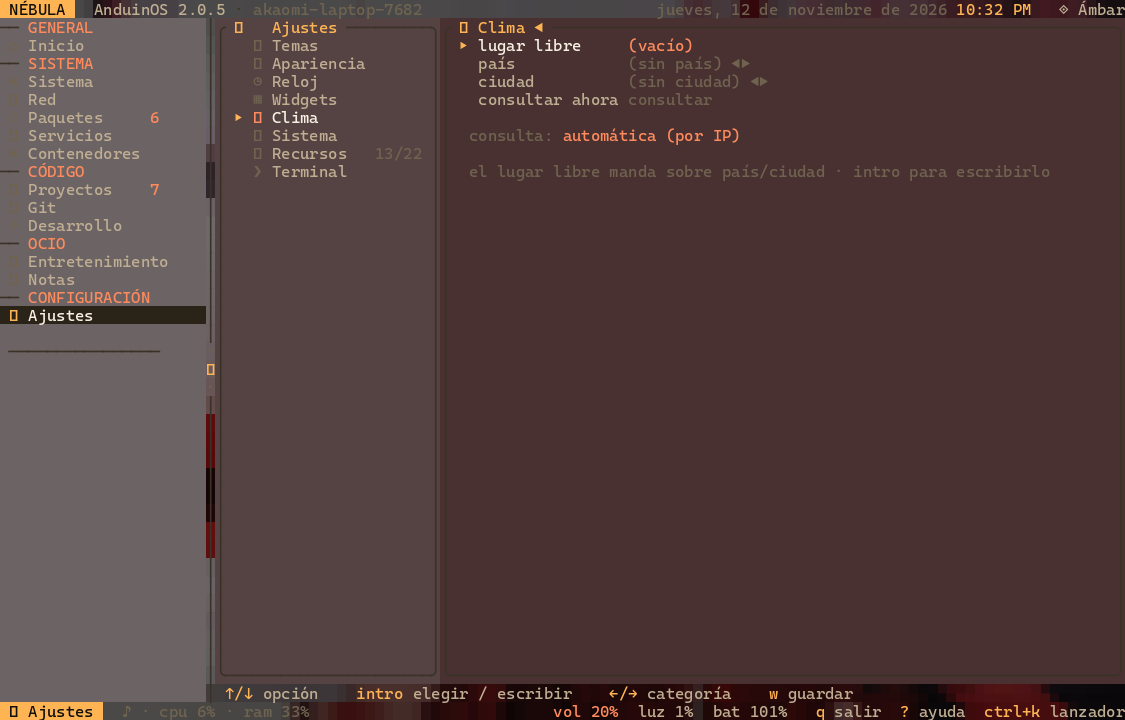 NÉBULA AnduinOS 2.0.5 · akaomi-laptop-7682 jueves, 12 de noviembre de 2026 10:32 PM Ámbar
GENERAL
Inicio
SISTEMA
Sistema
Red
Paquetes 6
Servicios
Contenedores
CÓDIGO
Proyectos 7
Git
Desarrollo
OCIO
Entretenimiento
Notas
CONFIGURACIÓN
Ajustes
Ajustes
Temas
Apariencia
Reloj
Widgets
Clima
Sistema
Recursos 13/22
Terminal
Clima ◄
► lugar libre (vacío)
país (sin país) ◄►
ciudad (sin ciudad) ◄►
consultar ahora consultar
consulta: automática (por IP)
el lugar libre manda sobre país/ciudad · intro para escribirlo
↑/↓ opción intro elegir / escribir ←/→ categoría w guardar
Ajustes ♪ · cpu 6% · ram 33% vol 20% luz 1% bat 101% q salir ? ayuda ctrl+k lanzador